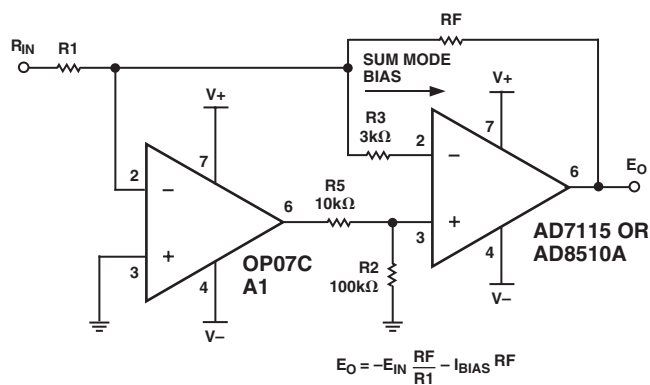 RF
RIN
R1
SUM MODE
BIAS
V+
V+
R3
3kΩ
2
7
6
EO
2
7
R5
10kΩ
6
3
4
AD7115 OR
AD8510A
3
4
OP07C
A1
R2
100kΩ
V–
V–
EO = –EIN RF/R1 – IBIAS RF